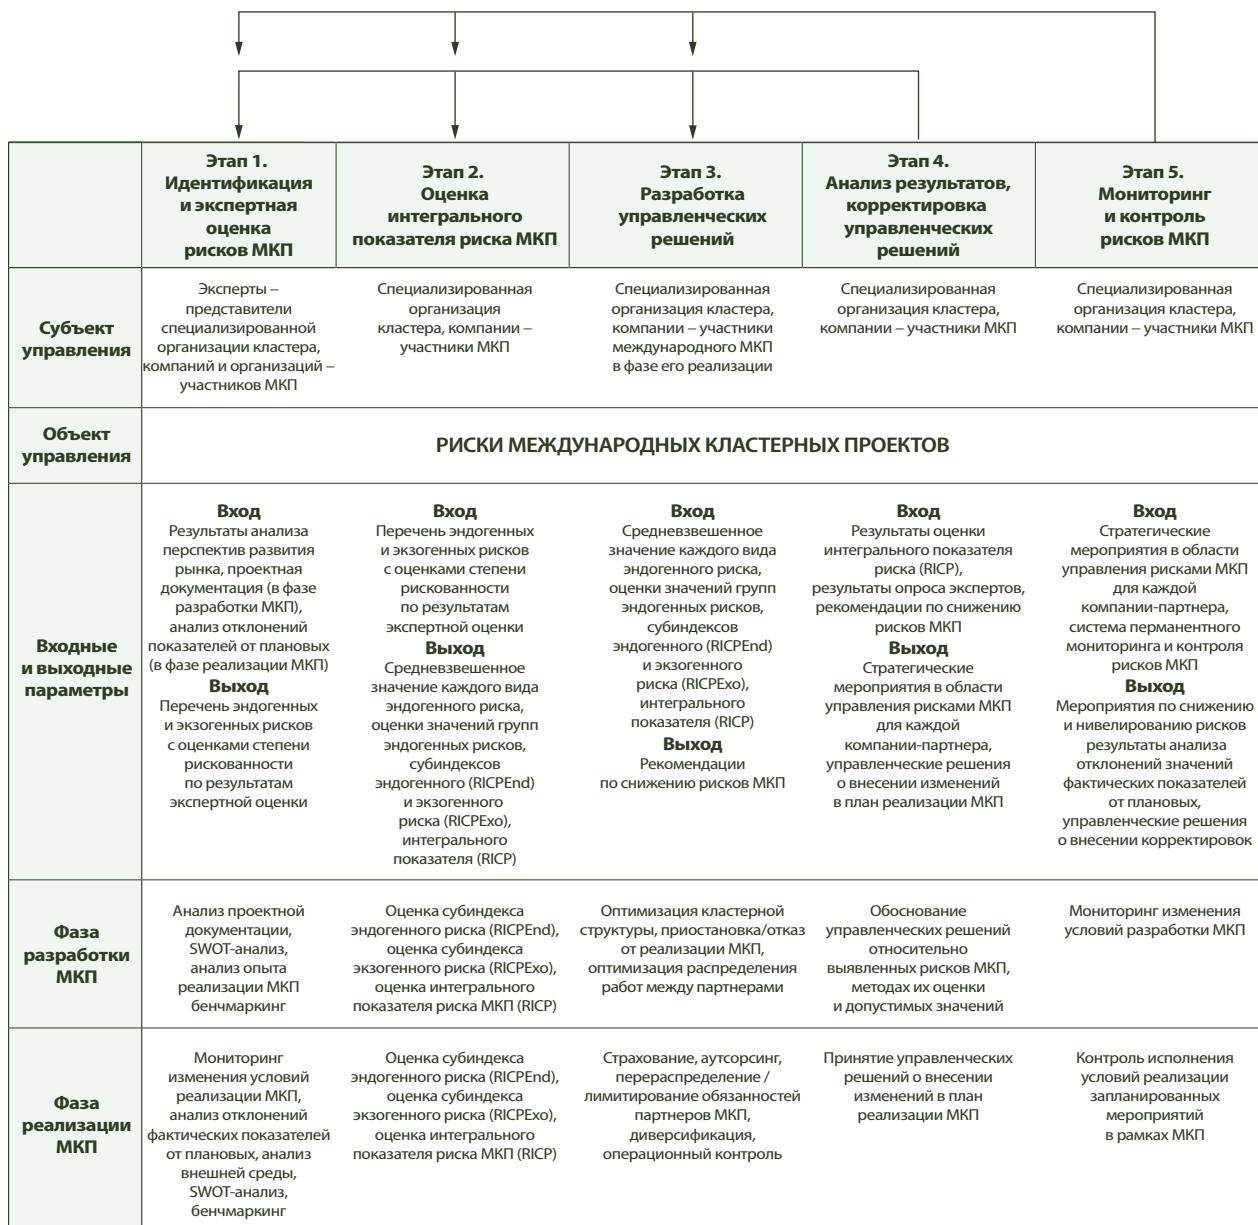 Этап 1.
Идентификация
и экспертная
оценка
рисков МКП
Этап 2.
Оценка
интегрального
показателя риска МКП
Этап 3.
Разработка
управленческих
решений
Этап 4.
Анализ результатов,
корректировка
управленческих
решений
Этап 5.
Мониторинг
и контроль
рисков МКП
Субъект
управления
Эксперты –
представители
специализированной
организации кластера,
компаний и организаций –
участников МКП
Специализированная
организация
кластера, компании –
участники МКП
Специализированная
организация кластера,
компании – участники
международного МКП
в фазе его реализации
Специализированная
организация кластера,
компании – участники МКП
Специализированная
организация кластера,
компании – участники МКП
Объект
управления
РИСКИ МЕЖДУНАРОДНЫХ КЛАСТЕРНЫХ ПРОЕКТОВ
Входные
и выходные
параметры
Вход
Результаты анализа
перспектив развития
рынка, проектная
документация (в фазе
разработки МКП),
анализ отклонений
показателей от плановых
(в фазе реализации МКП)
Выход
Перечень эндогенных
и экзогенных рисков
с оценками степени
рискованности
по результатам
экспертной оценки
Вход
Перечень эндогенных
и экзогенных рисков
с оценками степени
рискованности
по результатам
экспертной оценки
Выход
Средневзвешенное
значение каждого вида
эндогенного риска,
оценки значений групп
эндогенных рисков,
субиндексов
эндогенного (RICPEnd)
и экзогенного
риска (RICPExo),
интегрального
показателя (RICP)
Вход
Средневзвешенное
значение каждого вида
эндогенного риска,
оценки значений групп
эндогенных рисков,
субиндексов
эндогенного (RICPEnd)
и экзогенного
риска (RICPExo),
интегрального
показателя (RICP)
Выход
Рекомендации
по снижению рисков МКП
Вход
Результаты оценки
интегрального показателя
риска (RICP),
результаты опроса экспертов,
рекомендации по снижению
рисков МКП
Выход
Стратегические
мероприятия в области
управления рисками МКП
для каждой
компании-партнера,
управленческие решения
о внесении изменений
в план реализации МКП
Вход
Стратегические
мероприятия в области
управления рисками МКП
для каждой
компании-партнера,
система перманентного
мониторинга и контроля
рисков МКП
Выход
Мероприятия по снижению
и нивелированию рисков
результаты анализа
отклонений значений
фактических показателей
от плановых,
управленческие решения
о внесении корректировок
Фаза
разработки
МКП
Анализ проектной
документации,
SWOT-анализ,
анализ опыта
реализации МКП
бенчмаркинг
Оценка субиндекса
эндогенного риска (RICPEnd),
оценка субиндекса
экзогенного риска (RICPExo),
оценка интегрального
показателя риска МКП (RICP)
Оптимизация кластерной
структуры, приостановка/отказ
от реализации МКП,
оптимизация распределения
работ между партнерами
Обоснование
управленческих решений
относительно
выявленных рисков МКП,
методах их оценки
и допустимых значений
Мониторинг изменения
условий разработки МКП
Фаза
реализации
МКП
Мониторинг
изменения условий
реализации МКП,
анализ отклонений
фактических показателей
от плановых, анализ
внешней среды,
SWOT-анализ,
бенчмаркинг
Оценка субиндекса
эндогенного риска (RICPEnd),
оценка субиндекса
экзогенного риска (RICPExo),
оценка интегрального
показателя риска МКП (RICP)
Страхование, аутсорсинг,
перераспределение /
лимитирование обязанностей
партнеров МКП,
диверсификация,
операционный контроль
Принятие управленческих
решений о внесении
изменений в план
реализации МКП
Контроль исполнения
условий реализации
запланированных
мероприятий
в рамках МКП